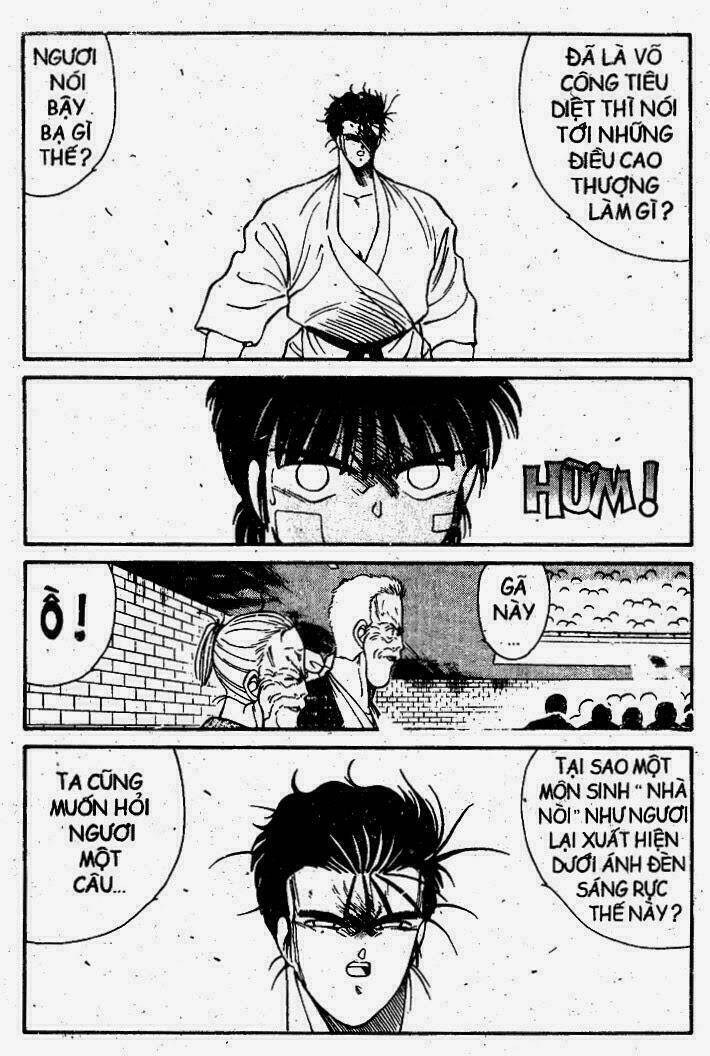 NGƯƠI
NÓI
BẬY
BẠ GÌ
THẾ?
ĐÃ LÀ VÕ
CÔNG TIÊU
DIỆT THÌ NÓI
TỚI NHỮNG
ĐIỀU CAO
THƯỢNG
LÀM GÌ?
HỪM!
Ồ!
GÃ
NÀY
...
TA CŨNG
MUỐN HỎI
NGƯƠI
MỘT
CÂU...
TẠI SAO MỘT
MÔN SINH "NHÀ
NÒI" NHƯ NGƯƠI
LẠI XUẤT HIỆN
DƯỚI ÁNH ĐÈN
SÁNG RỰC
THẾ NÀY?